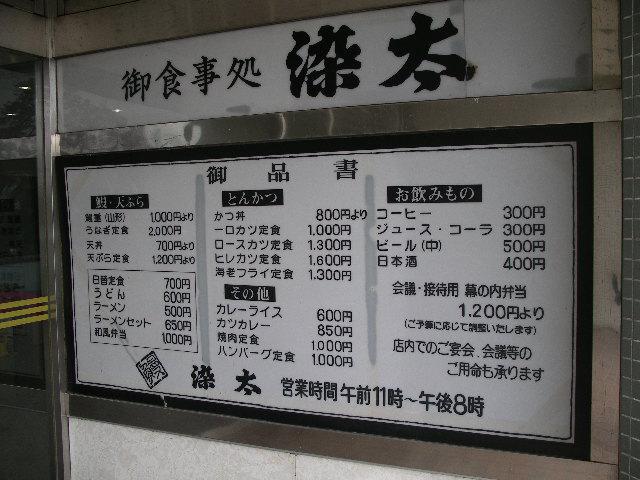 御食事処 染太
御品書
鰻・天ぷら
鰻重(山形) 1,000円より
うなぎ定食 2,000円
天丼 700円より
天ぷら定食 1,200円より
日替定食 700円
うどん 600円
ラーメン 500円
ラーメンセット 650円
和風弁当 1,000円
とんかつ
かつ丼 800円より
一口カツ定食 1,000円
ロースカツ定食 1,300円
ヒレカツ定食 1,600円
海老フライ定食 1,300円
その他
カレーライス 600円
カツカレー 850円
焼肉定食 1,000円
ハンバーグ定食 1,000円
お飲みもの
コーヒー 300円
ジュース・コーラ 300円
ビール(中) 500円
日本酒 400円
会議・接待用 幕の内弁当
1,200円より
(ご予算に応じて調整いたします)
店内でのご宴会、会議等の
ご用命も承ります
染太 営業時間 午前11時〜午後8時